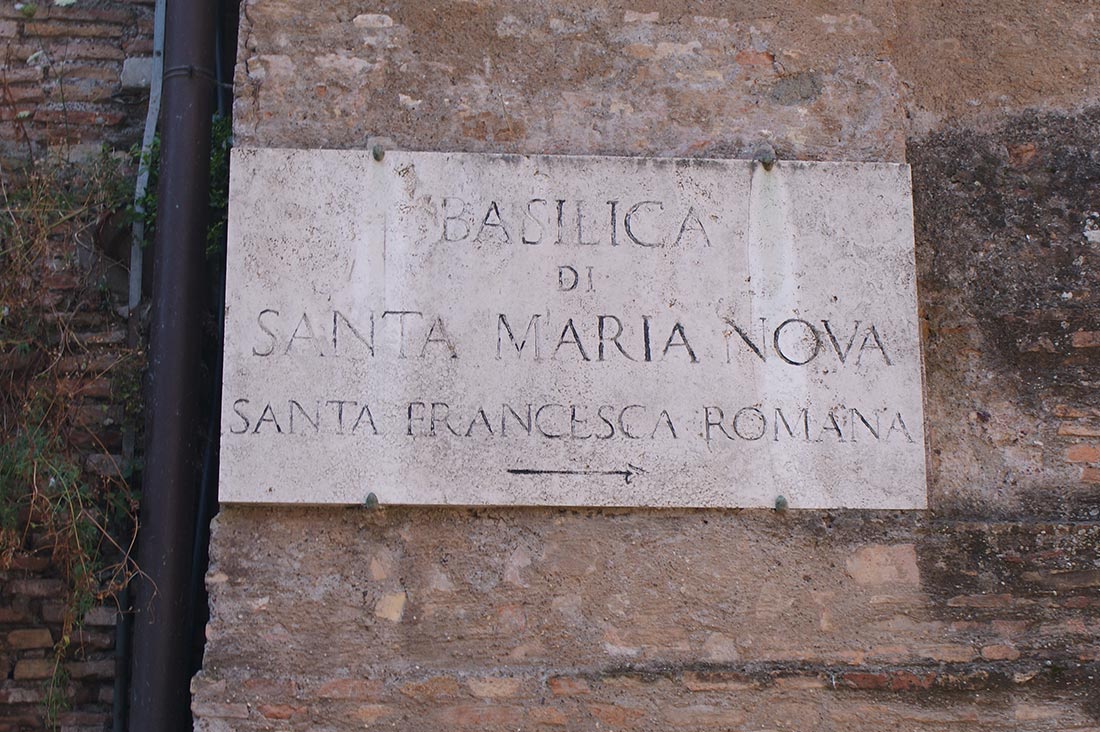 BASILICA
DI
SANTA MARIA NOVA
SANTA FRANCESCA ROMANA